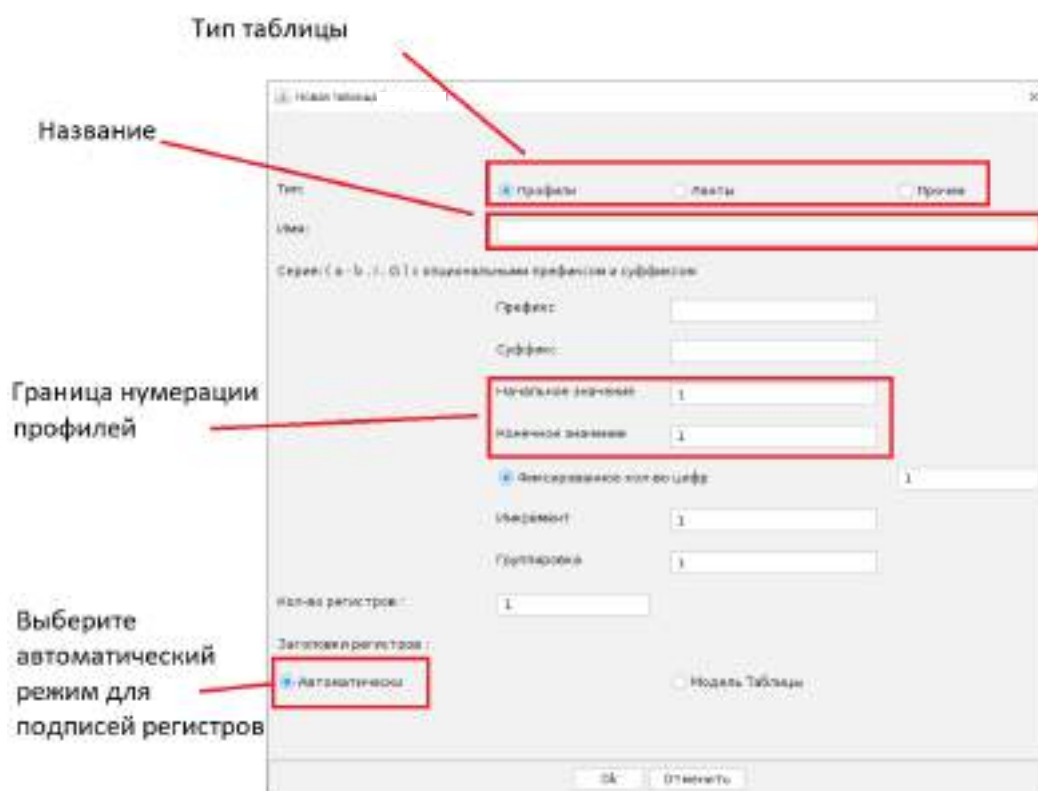 Тип таблицы
Новая таблица
Название
Тип:
Профили
Ленты
Прочее
Имя:
Серия: ( a - b , i , G ) с опциональными префиксом и суффиксом
Префикс
Суффикс
Граница нумерации
профилей
Начальное значение
1
Конечное значение
1
Фиксированное кол-во цифр
1
Инкремент
1
Группировка
1
Кол-во регистров :
1
Выберите
автоматический
режим для
подписей регистров
Заголовки регистров :
Автоматически
Модель Таблицы
Ok
Отменить